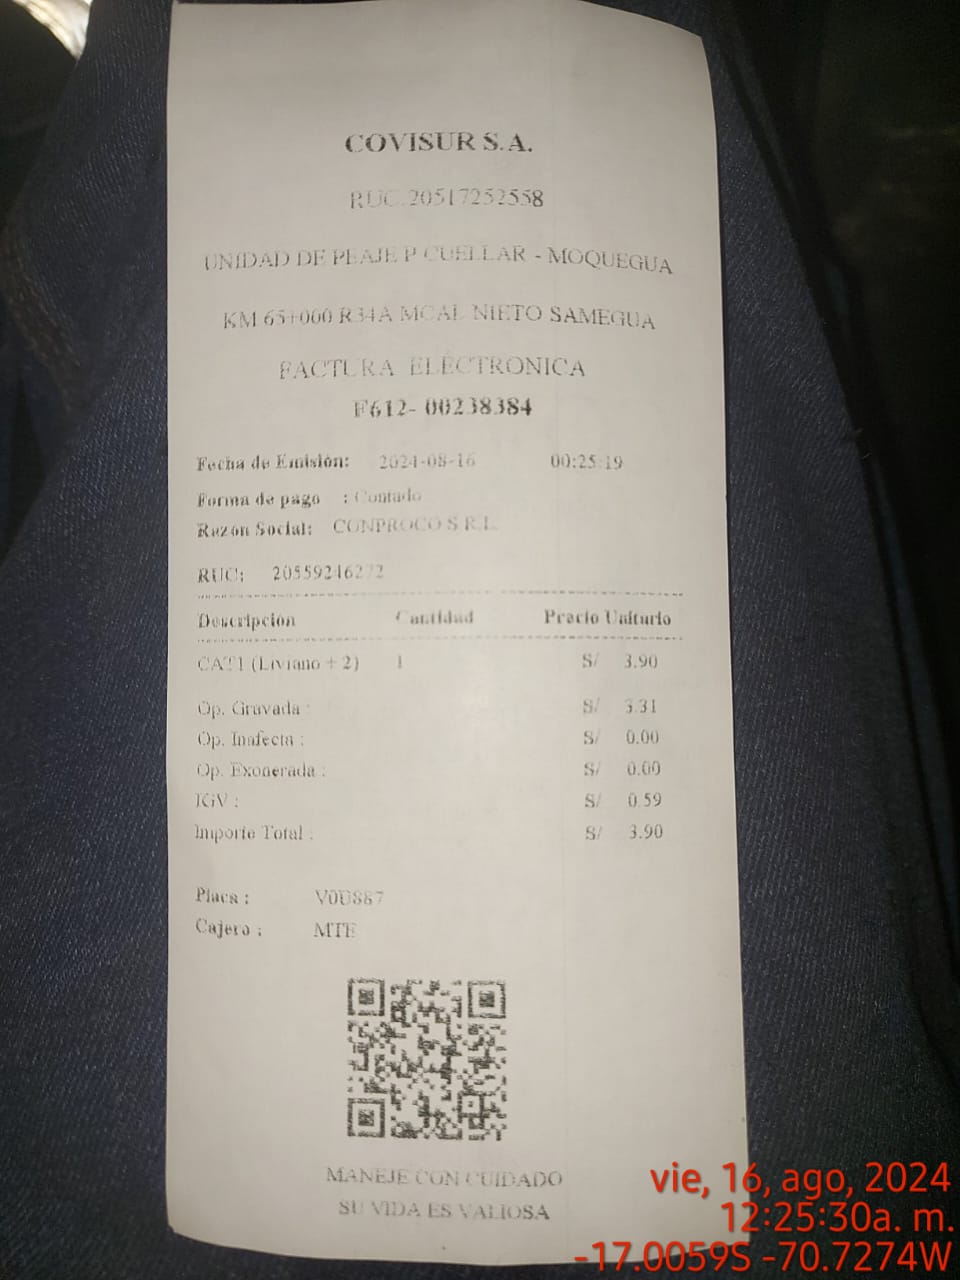 COVISUR S.A.
RUC.20517252558
UNIDAD DE PEAJE P CUELLAR - MOQUEGUA
KM 65+000 R34A MCAL NIETO SAMEGUA
FACTURA ELECTRONICA
F612- 00238384
Fecha de Emisión: 2024-08-16 00:25:19
Forma de pago : Contado
Razon Social: CONPROCO S R.L.
RUC: 20559246272
Descripción Cantidad Precio Unitario
CAT1 (Liviano + 2) 1 S/ 3.90
Op. Gravada : S/ 3.31
Op. Inafecta : S/ 0.00
Op. Exonerada : S/ 0.00
IGV : S/ 0.59
Importe Total : S/ 3.90
Placa : V0U887
Cajero : MTE
MANEJE CON CUIDADO
SU VIDA ES VALIOSA
vie, 16, ago, 2024
12:25:30a. m.
-17.0059S -70.7274W